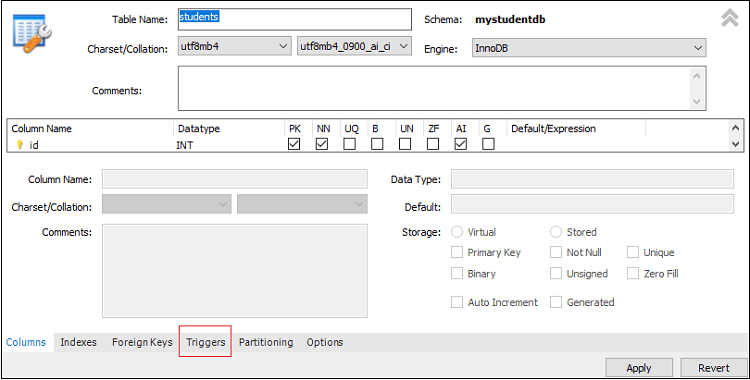 Table Name: students Schema: mystudentdb
Charset/Collation: utf8mb4 utf8mb4_0900_ai_ci Engine: InnoDB
Comments:
Column Name Datatype PK NN UQ B UN ZF AI G Default/Expression
id INT
Column Name: Data Type:
Charset/Collation: Default:
Comments: Storage: Virtual Stored
Primary Key Not Null Unique
Binary Unsigned Zero Fill
Auto Increment Generated
Columns Indexes Foreign Keys Triggers Partitioning Options
Apply Revert